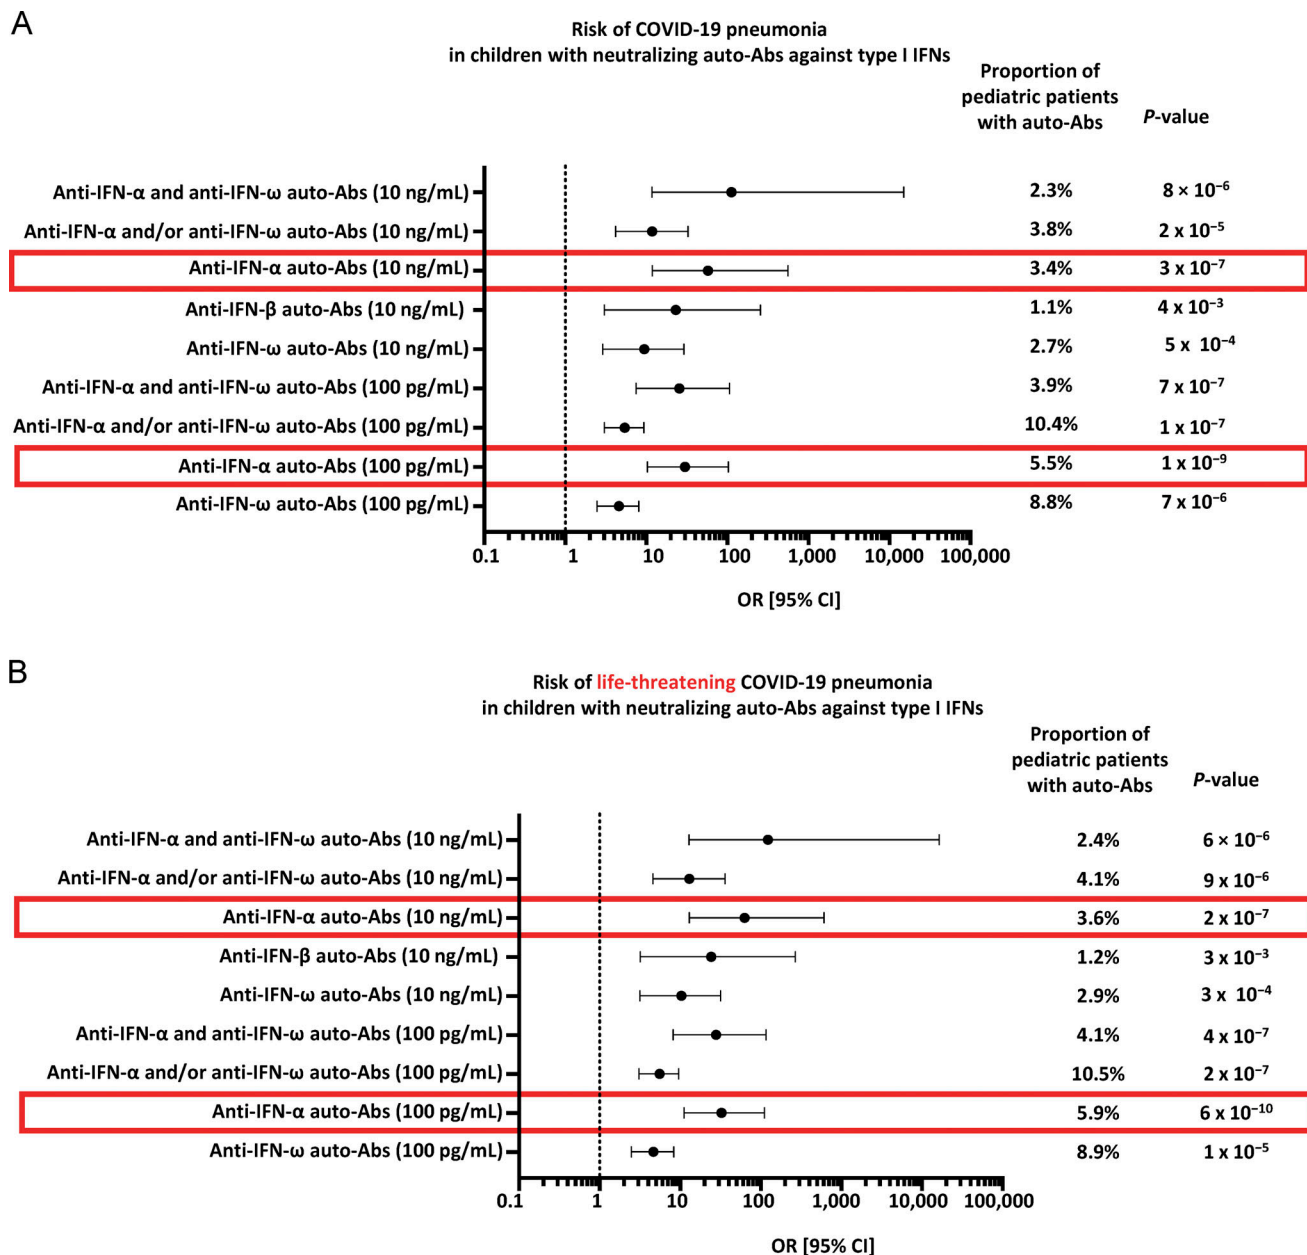 A
Risk of COVID-19 pneumonia
in children with neutralizing auto-Abs against type I IFNs
Proportion of
pediatric patients
with auto-Abs
P-value
Anti-IFN-α and anti-IFN-ω auto-Abs (10 ng/mL) 2.3% 8 × 10⁻⁶
Anti-IFN-α and/or anti-IFN-ω auto-Abs (10 ng/mL) 3.8% 2 x 10⁻⁵
Anti-IFN-α auto-Abs (10 ng/mL) 3.4% 3 x 10⁻⁷
Anti-IFN-β auto-Abs (10 ng/mL) 1.1% 4 x 10⁻³
Anti-IFN-ω auto-Abs (10 ng/mL) 2.7% 5 x 10⁻⁴
Anti-IFN-α and anti-IFN-ω auto-Abs (100 pg/mL) 3.9% 7 x 10⁻⁷
Anti-IFN-α and/or anti-IFN-ω auto-Abs (100 pg/mL) 10.4% 1 x 10⁻⁷
Anti-IFN-α auto-Abs (100 pg/mL) 5.5% 1 x 10⁻⁹
Anti-IFN-ω auto-Abs (100 pg/mL) 8.8% 7 x 10⁻⁶
0.1 1 10 100 1,000 10,000 100,000
OR [95% CI]
B
Risk of life-threatening COVID-19 pneumonia
in children with neutralizing auto-Abs against type I IFNs
Proportion of
pediatric patients
with auto-Abs
P-value
Anti-IFN-α and anti-IFN-ω auto-Abs (10 ng/mL) 2.4% 6 × 10⁻⁶
Anti-IFN-α and/or anti-IFN-ω auto-Abs (10 ng/mL) 4.1% 9 x 10⁻⁶
Anti-IFN-α auto-Abs (10 ng/mL) 3.6% 2 x 10⁻⁷
Anti-IFN-β auto-Abs (10 ng/mL) 1.2% 3 x 10⁻³
Anti-IFN-ω auto-Abs (10 ng/mL) 2.9% 3 x 10⁻⁴
Anti-IFN-α and anti-IFN-ω auto-Abs (100 pg/mL) 4.1% 4 x 10⁻⁷
Anti-IFN-α and/or anti-IFN-ω auto-Abs (100 pg/mL) 10.5% 2 x 10⁻⁷
Anti-IFN-α auto-Abs (100 pg/mL) 5.9% 6 x 10⁻¹⁰
Anti-IFN-ω auto-Abs (100 pg/mL) 8.9% 1 x 10⁻⁵
0.1 1 10 100 1,000 10,000 100,000
OR [95% CI]